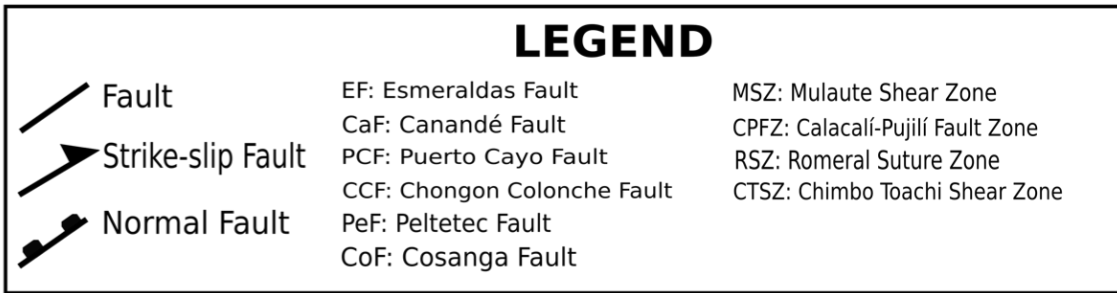 LEGEND
Fault
Strike-slip Fault
Normal Fault
EF: Esmeraldas Fault
CaF: Canandé Fault
PCF: Puerto Cayo Fault
CCF: Chongon Colonche Fault
PeF: Peltetec Fault
CoF: Cosanga Fault
MSZ: Mulaute Shear Zone
CPFZ: Calacalí-Pujilí Fault Zone
RSZ: Romeral Suture Zone
CTSZ: Chimbo Toachi Shear Zone